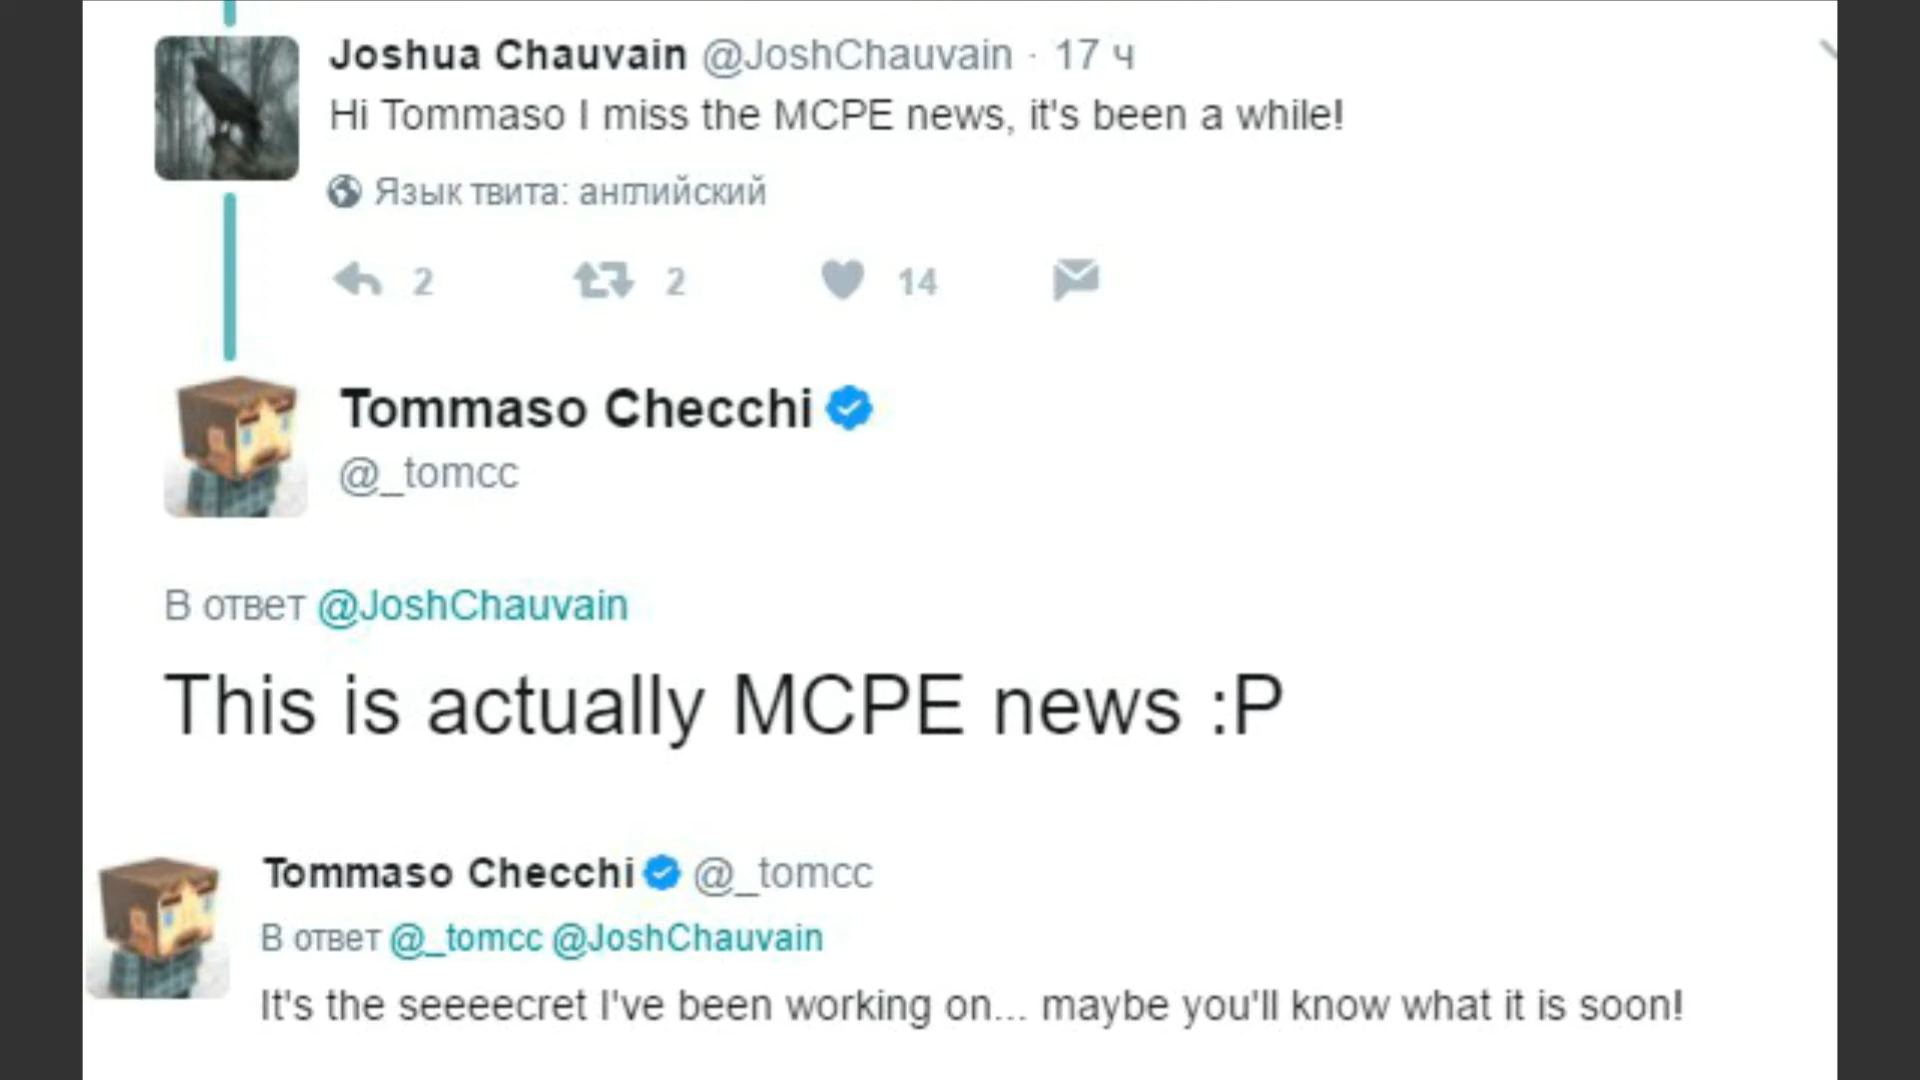 Joshua Chauvain @JoshChauvain · 17 ч
Hi Tommaso I miss the MCPE news, it's been a while!
Язык твита: английский
2 2 14
Tommaso Checchi
@_tomcc
В ответ @JoshChauvain
This is actually MCPE news :P
Tommaso Checchi @_tomcc
В ответ @_tomcc @JoshChauvain
It's the seeeecret I've been working on... maybe you'll know what it is soon!